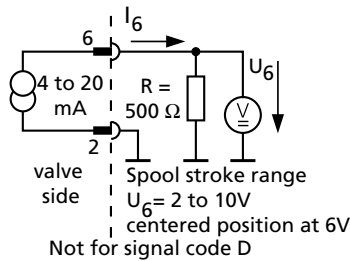 I6
6
U6
4 to 20
mA
R =
500 Ω
V
2
valve
side
Spool stroke range
U6= 2 to 10V
centered position at 6V
Not for signal code D